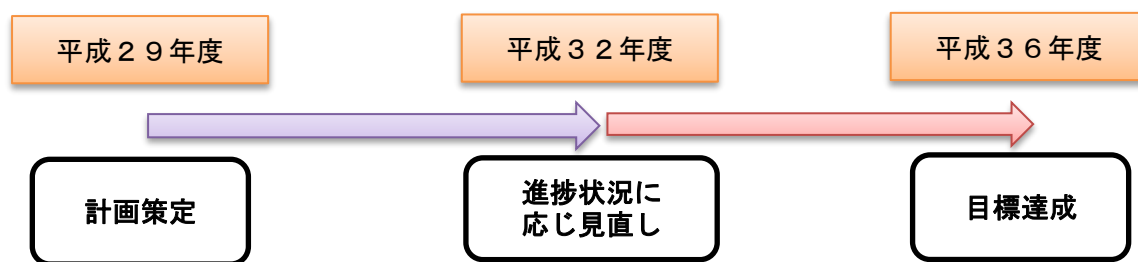 平成２９年度
平成３２年度
平成３６年度
計画策定
進捗状況に
応じ見直し
目標達成